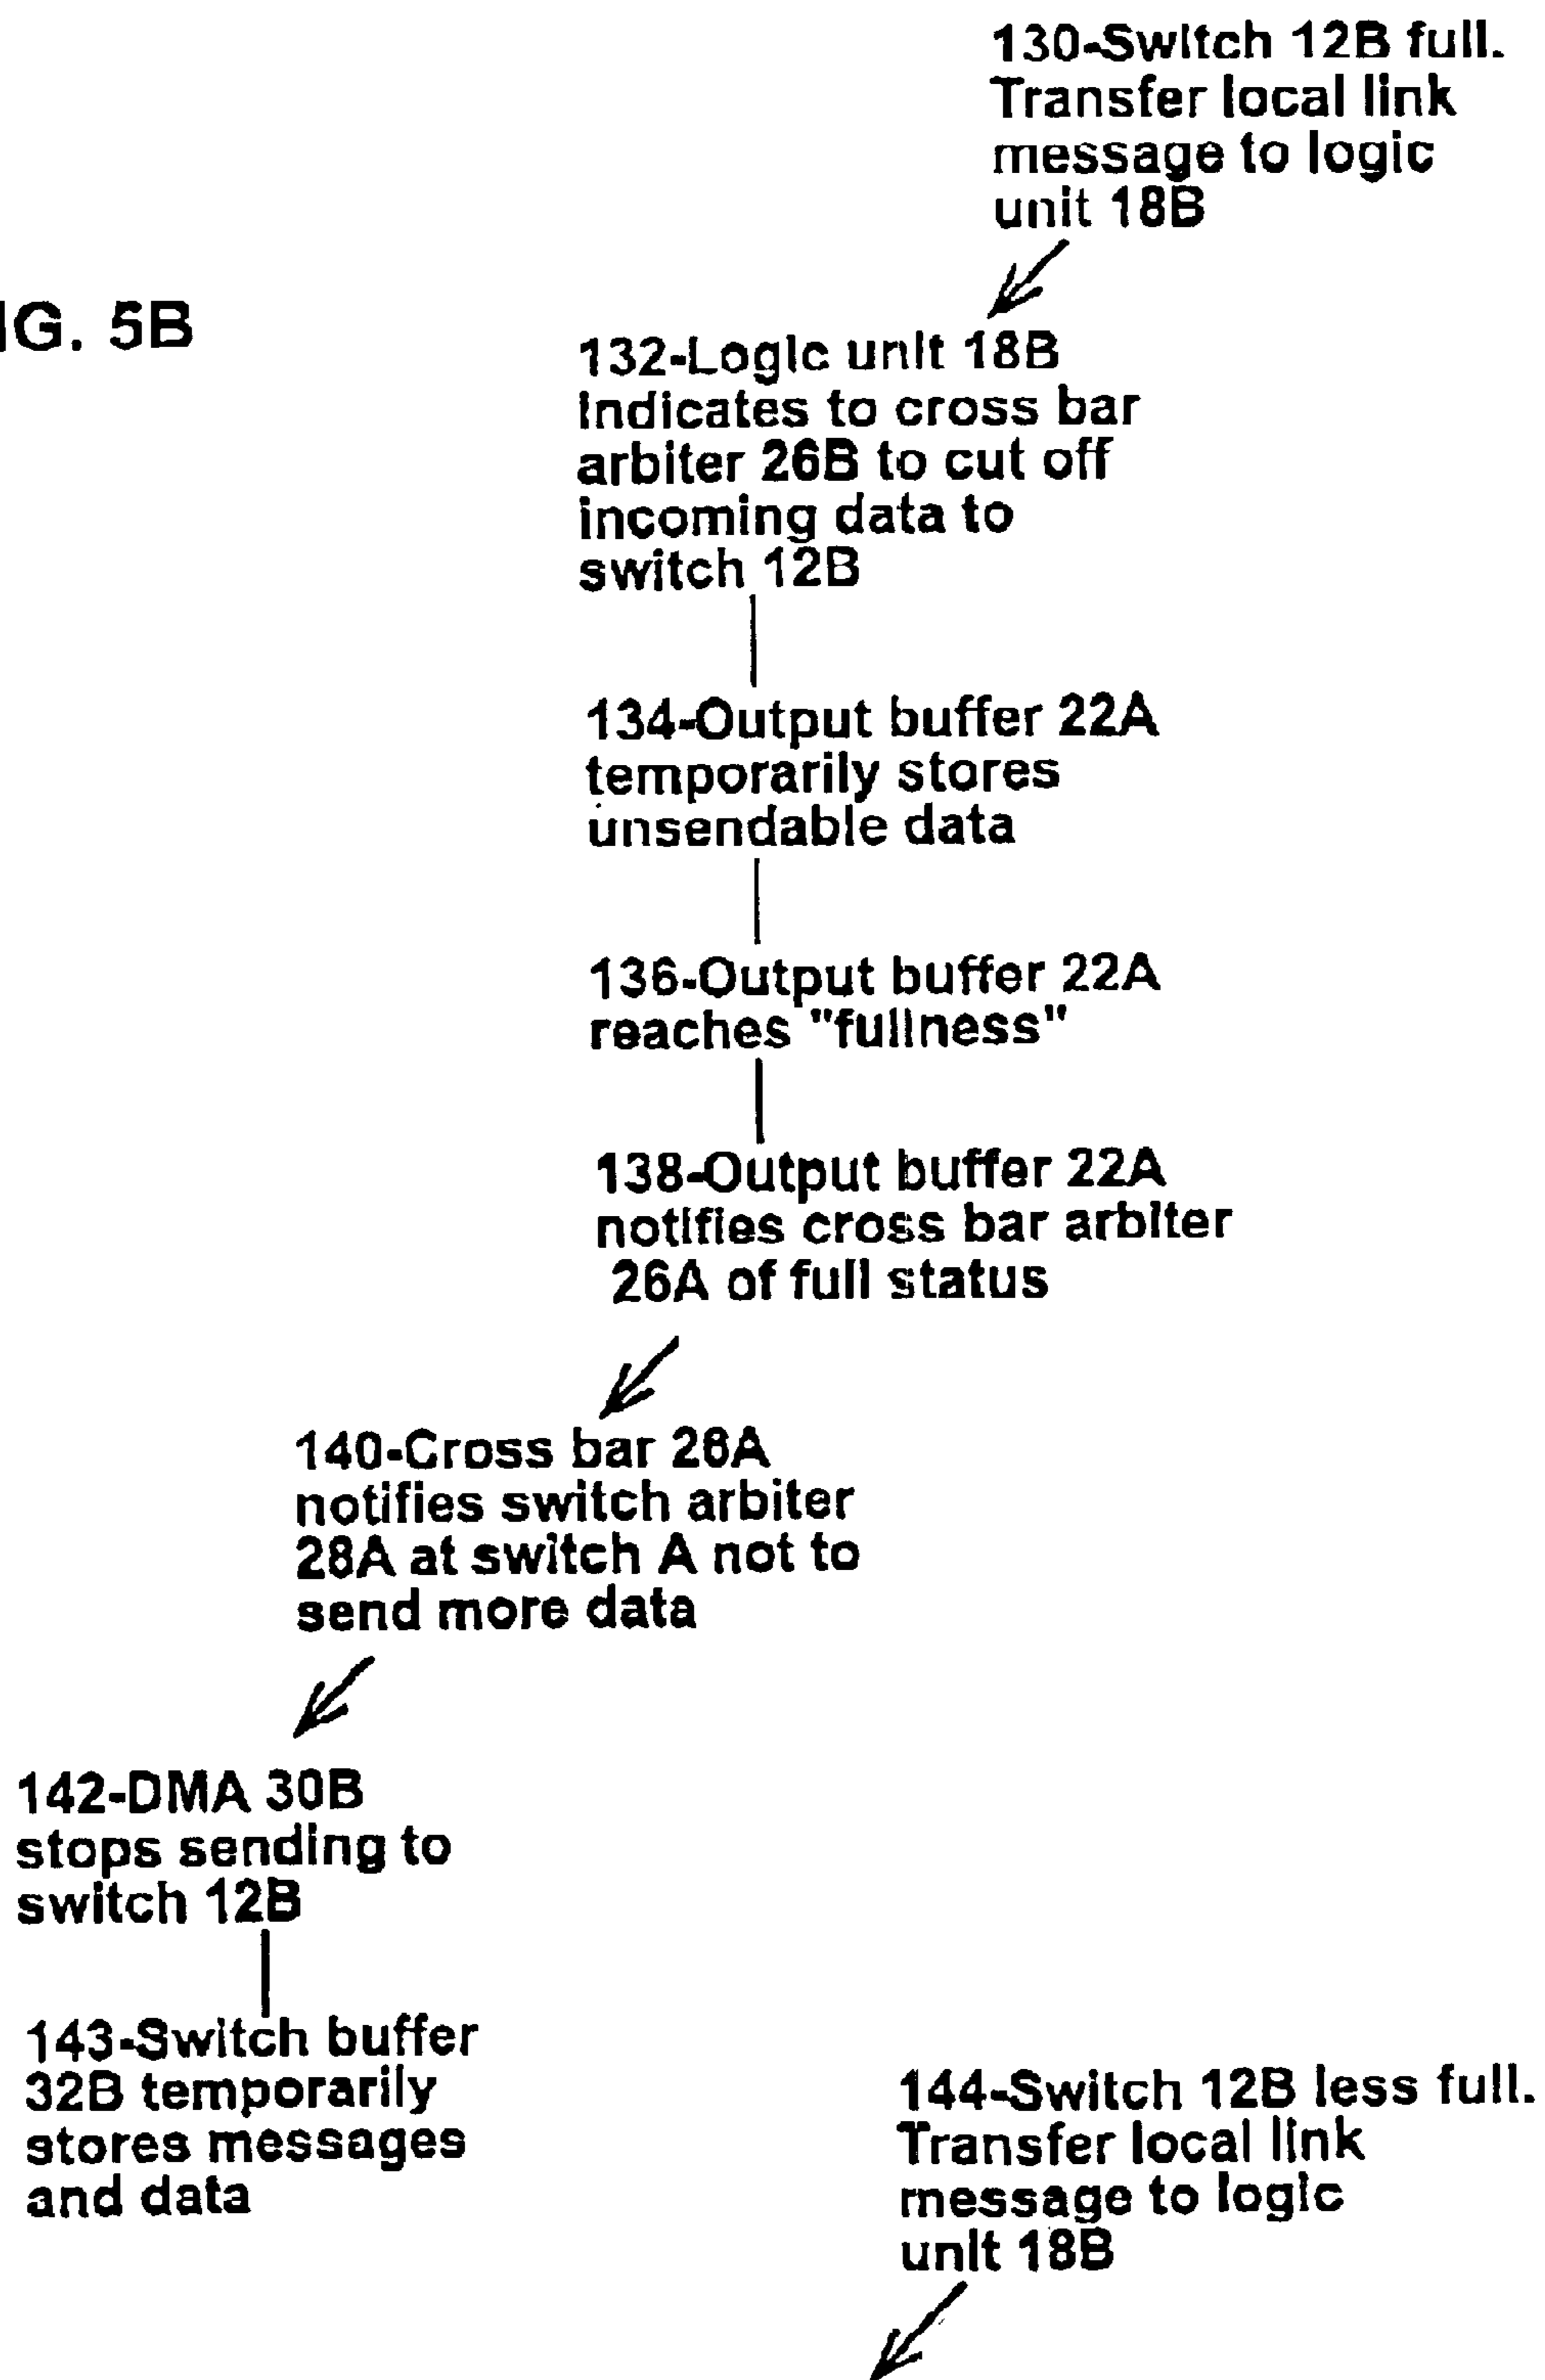 130-Switch 12B full.
Transfer local link
message to logic
unit 18B
IG. 5B
132-Logic unit 18B
indicates to cross bar
arbiter 26B to cut off
incoming data to
switch 12B
134-Output buffer 22A
temporarily stores
unsendable data
136-Output buffer 22A
reaches "fullness"
138-Output buffer 22A
notifies cross bar arbiter
26A of full status
140-Cross bar 26A
notifies switch arbiter
28A at switch A not to
send more data
142-DMA 30B
stops sending to
switch 12B
143-Switch buffer
32B temporarily
stores messages
and data
144-Switch 12B less full.
Transfer local link
message to logic
unit 18B